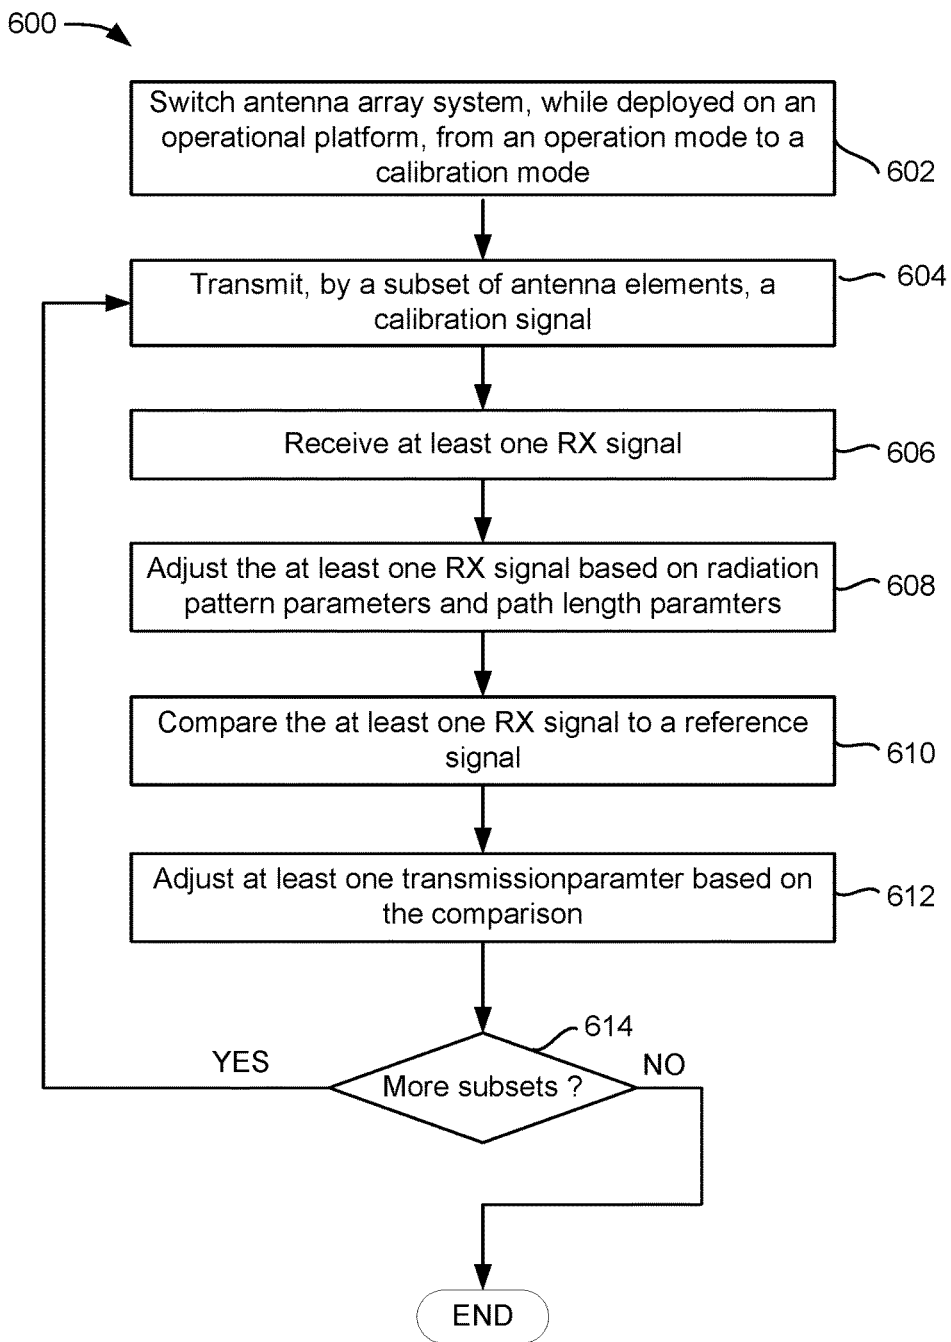 600
Switch antenna array system, while deployed on an
operational platform, from an operation mode to a
calibration mode
602
Transmit, by a subset of antenna elements, a
calibration signal
604
Receive at least one RX signal
606
Adjust the at least one RX signal based on radiation
pattern parameters and path length paramters
608
Compare the at least one RX signal to a reference
signal
610
Adjust at least one transmissionparamter based on
the comparison
612
614
YES
More subsets ?
NO
END